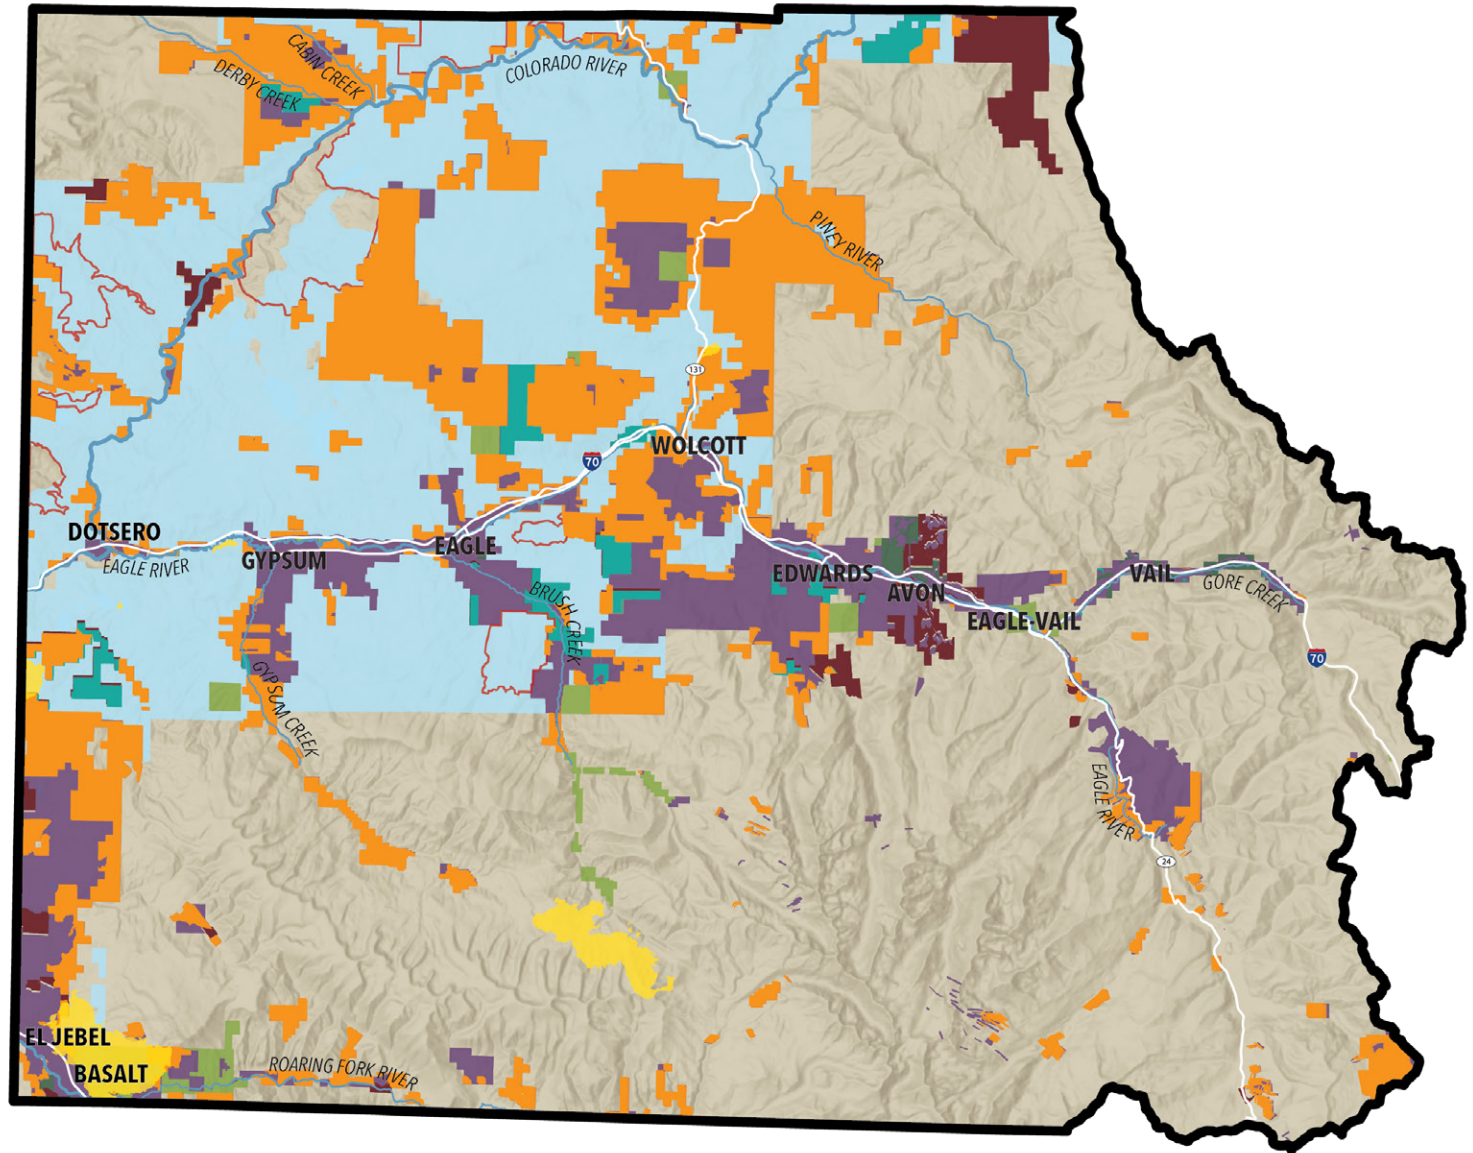 CABIN CREEK
DERBY CREEK
COLORADO RIVER
PINEY RIVER
131
WOLCOTT
70
DOTSERO
EAGLE RIVER
GYPSUM
EAGLE
BRUSH CREEK
EDWARDS
AVON
EAGLE-VAIL
VAIL
GORE CREEK
70
GYPSUM CREEK
EAGLE RIVER
24
EL JEBEL
BASALT
ROARING FORK RIVER